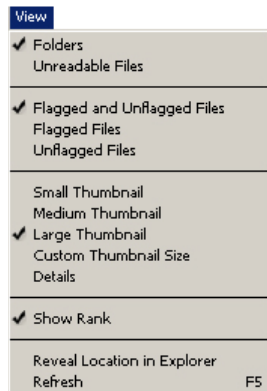 View
Folders
Unreadable Files
Flagged and Unflagged Files
Flagged Files
Unflagged Files
Small Thumbnail
Medium Thumbnail
Large Thumbnail
Custom Thumbnail Size
Details
Show Rank
Reveal Location in Explorer
Refresh F5